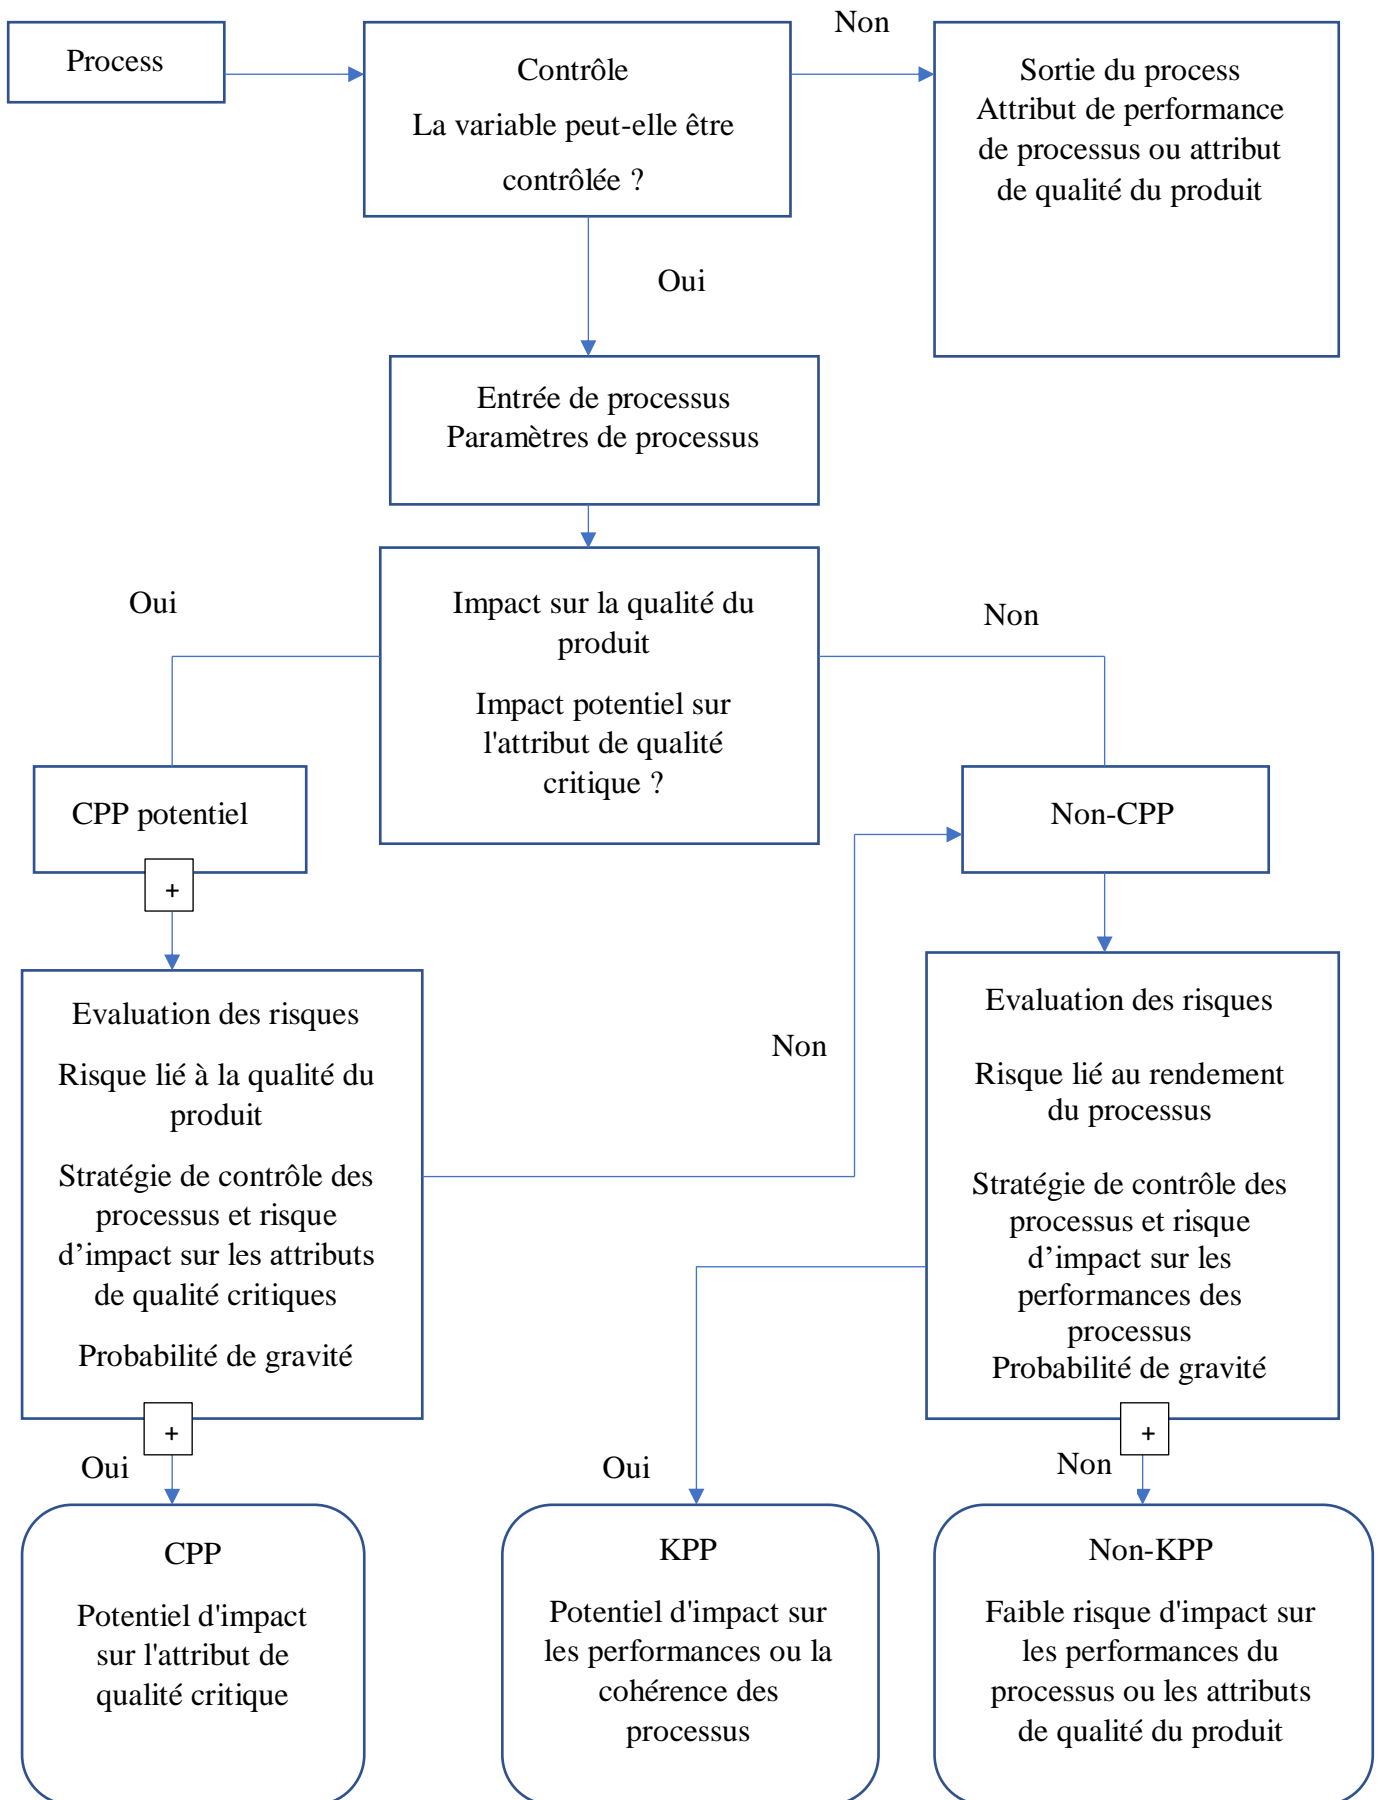 Process
Contrôle
La variable peut-elle être
contrôlée ?
Non
Sortie du process
Attribut de performance
de processus ou attribut
de qualité du produit
Oui
Entrée de processus
Paramètres de processus
Oui
Impact sur la qualité du
produit
Impact potentiel sur
l'attribut de qualité
critique ?
Non
CPP potentiel
+
Non-CPP
Evaluation des risques
Risque lié à la qualité du
produit
Stratégie de contrôle des
processus et risque
d’impact sur les attributs
de qualité critiques
Probabilité de gravité
+
Non
Evaluation des risques
Risque lié au rendement
du processus
Stratégie de contrôle des
processus et risque
d’impact sur les
performances des
processus
Probabilité de gravité
+
Oui
Oui
Non
CPP
Potentiel d'impact
sur l'attribut de
qualité critique
KPP
Potentiel d'impact sur
les performances ou la
cohérence des
processus
Non-KPP
Faible risque d'impact sur
les performances du
processus ou les attributs
de qualité du produit